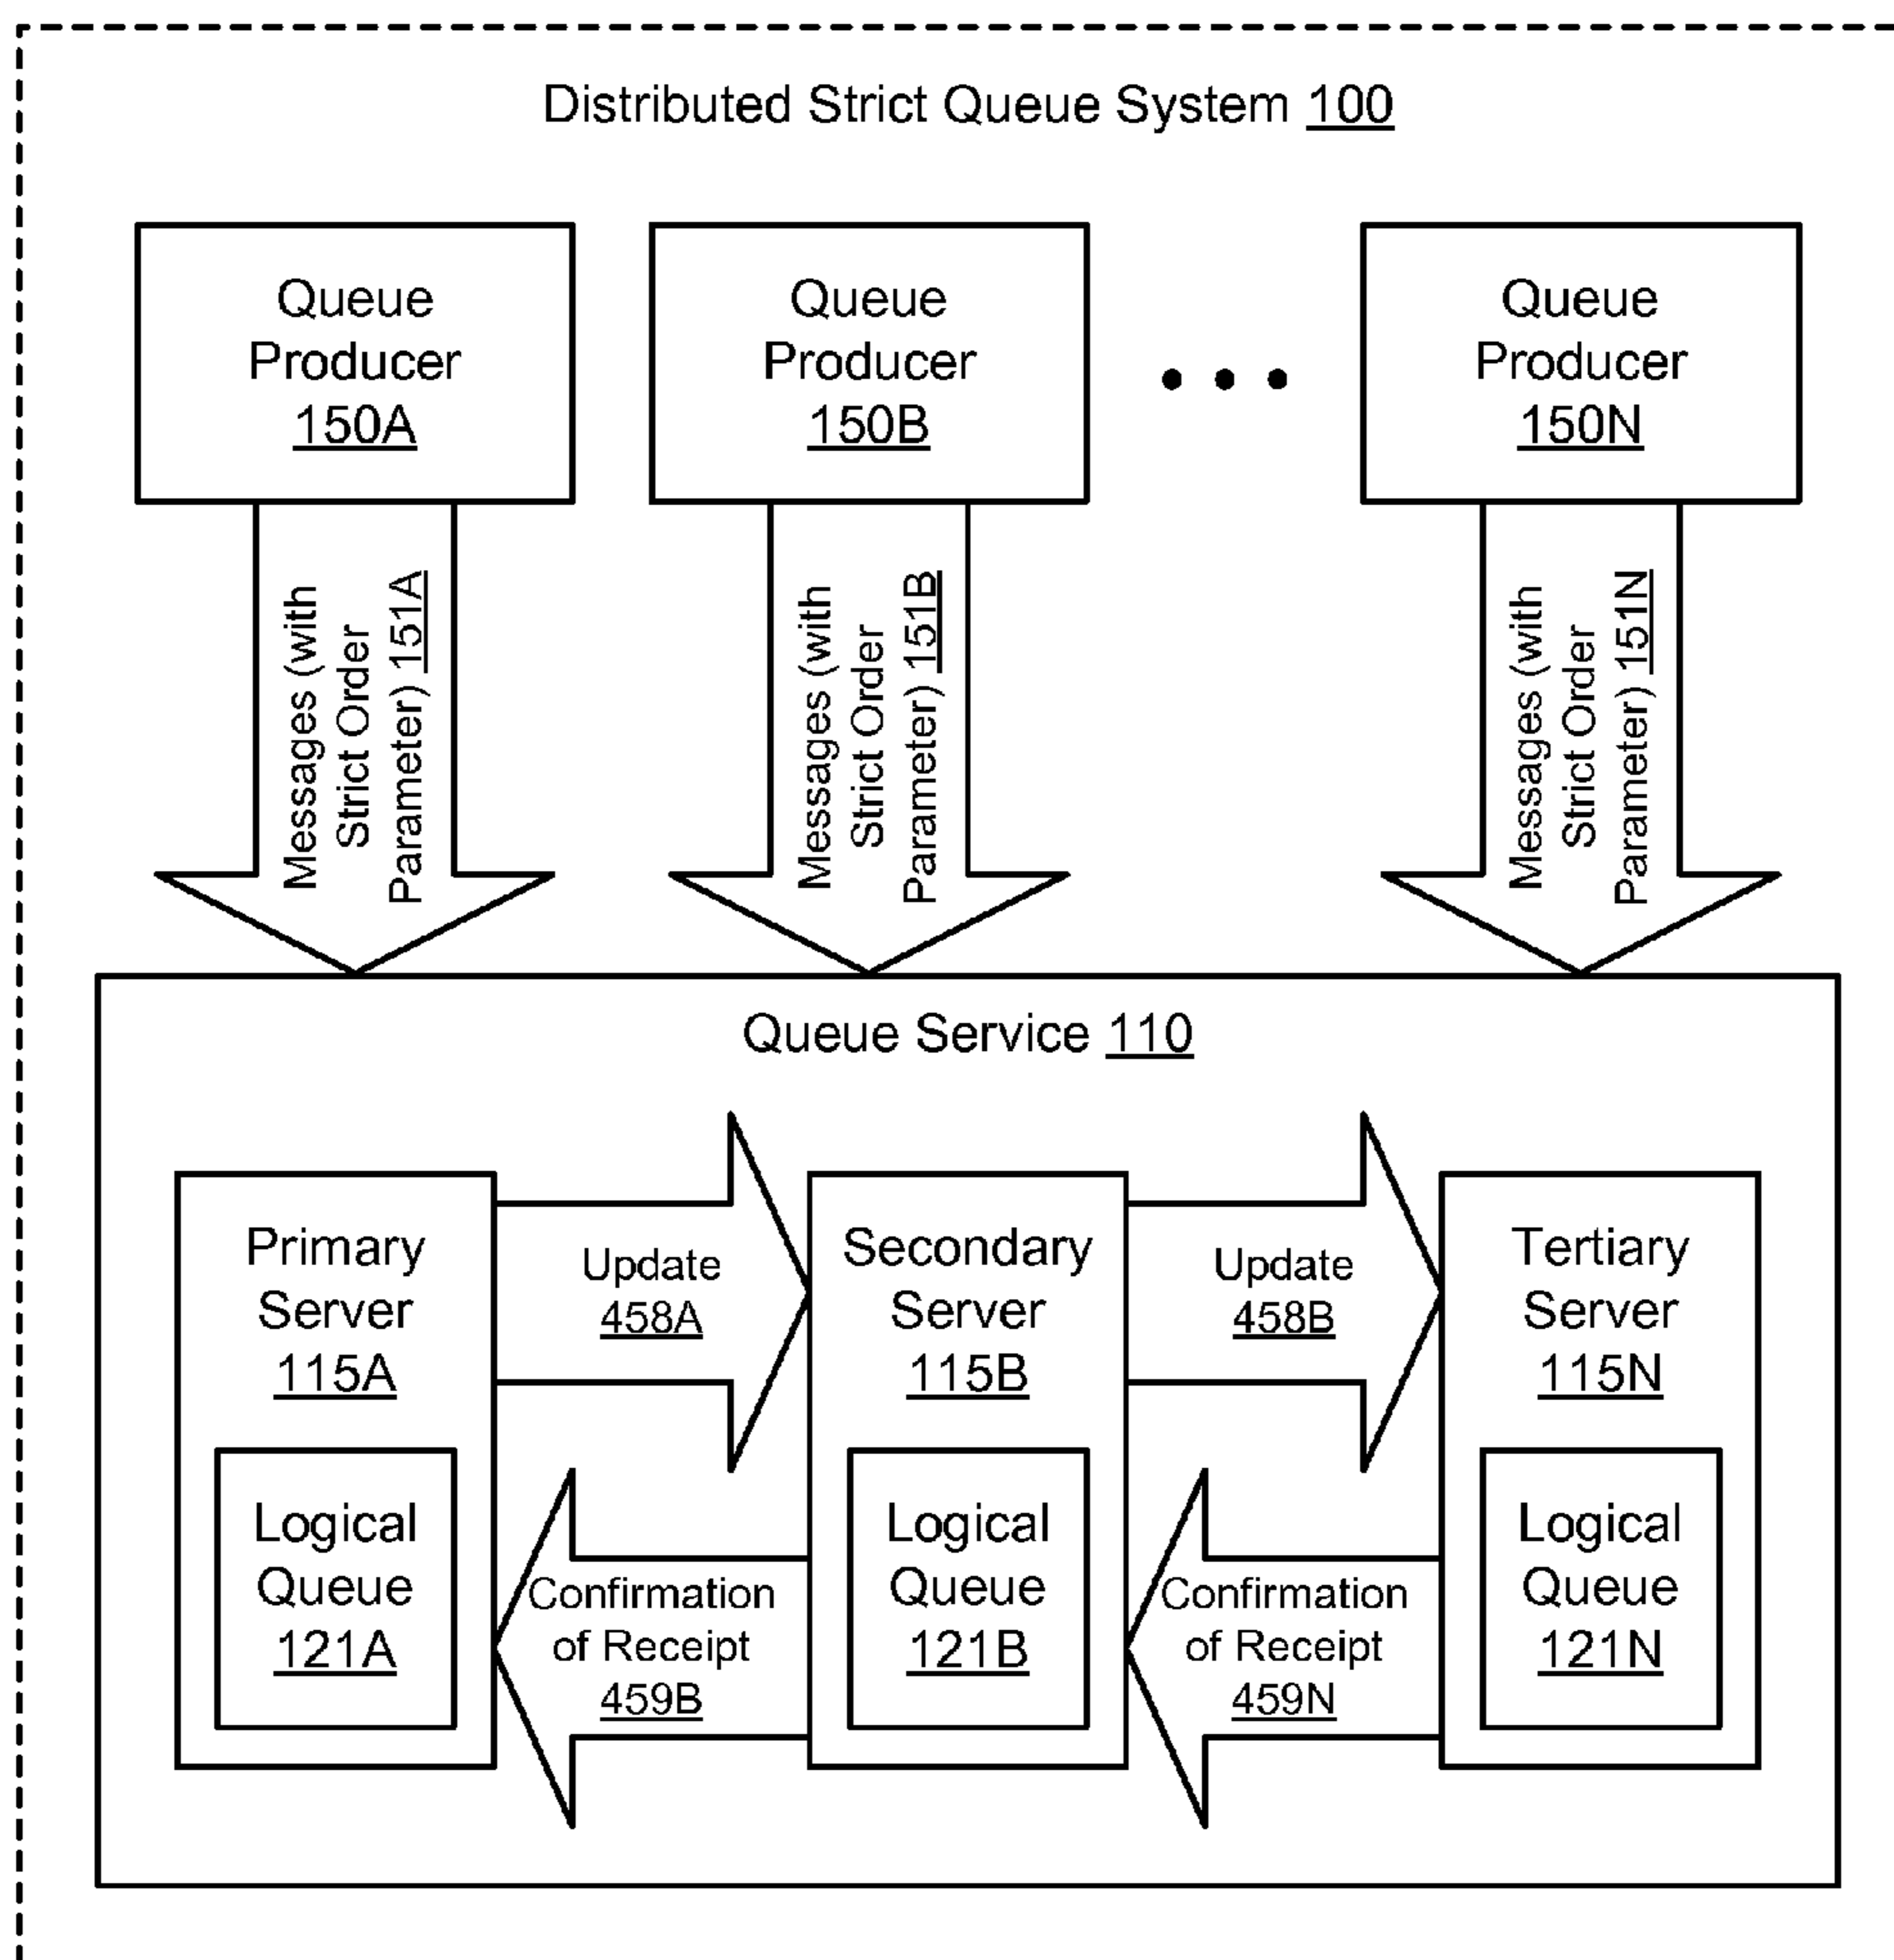 Distributed Strict Queue System 100
Queue
Producer
150A
Queue
Producer
150B
Queue
Producer
150N
Messages (with
Strict Order
Parameter) 151A
Messages (with
Strict Order
Parameter) 151B
Messages (with
Strict Order
Parameter) 151N
Queue Service 110
Primary
Server
115A
Update
458A
Secondary
Server
115B
Update
458B
Tertiary
Server
115N
Logical
Queue
121A
Confirmation
of Receipt
459B
Logical
Queue
121B
Confirmation
of Receipt
459N
Logical
Queue
121N